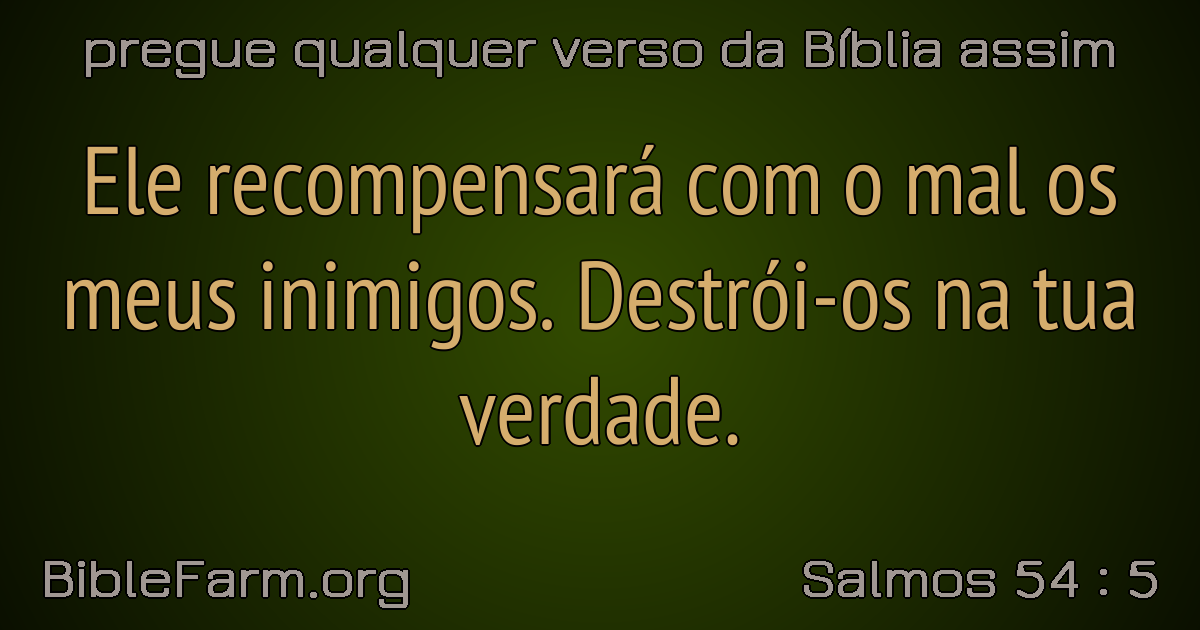 pregue qualquer verso da Bíblia assim
Ele recompensará com o mal os
meus inimigos. Destrói-os na tua
verdade.
BibleFarm.org
Salmos 54 : 5